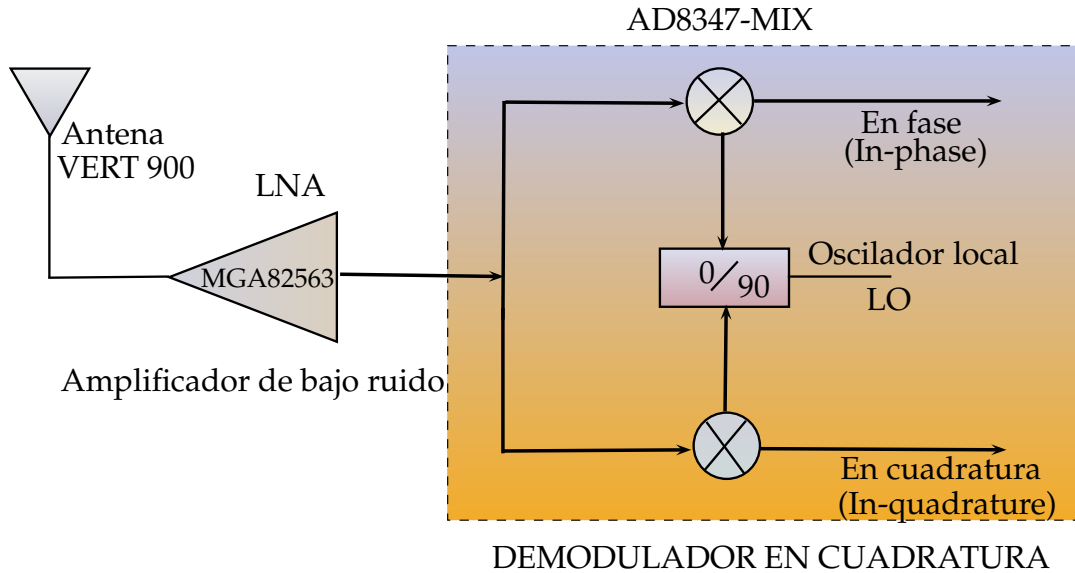 AD8347-MIX
Antena
VERT 900
LNA
MGA82563
Amplificador de bajo ruido
En fase
(In-phase)
0/90
Oscilador local
LO
En cuadratura
(In-quadrature)
DEMODULADOR EN CUADRATURA